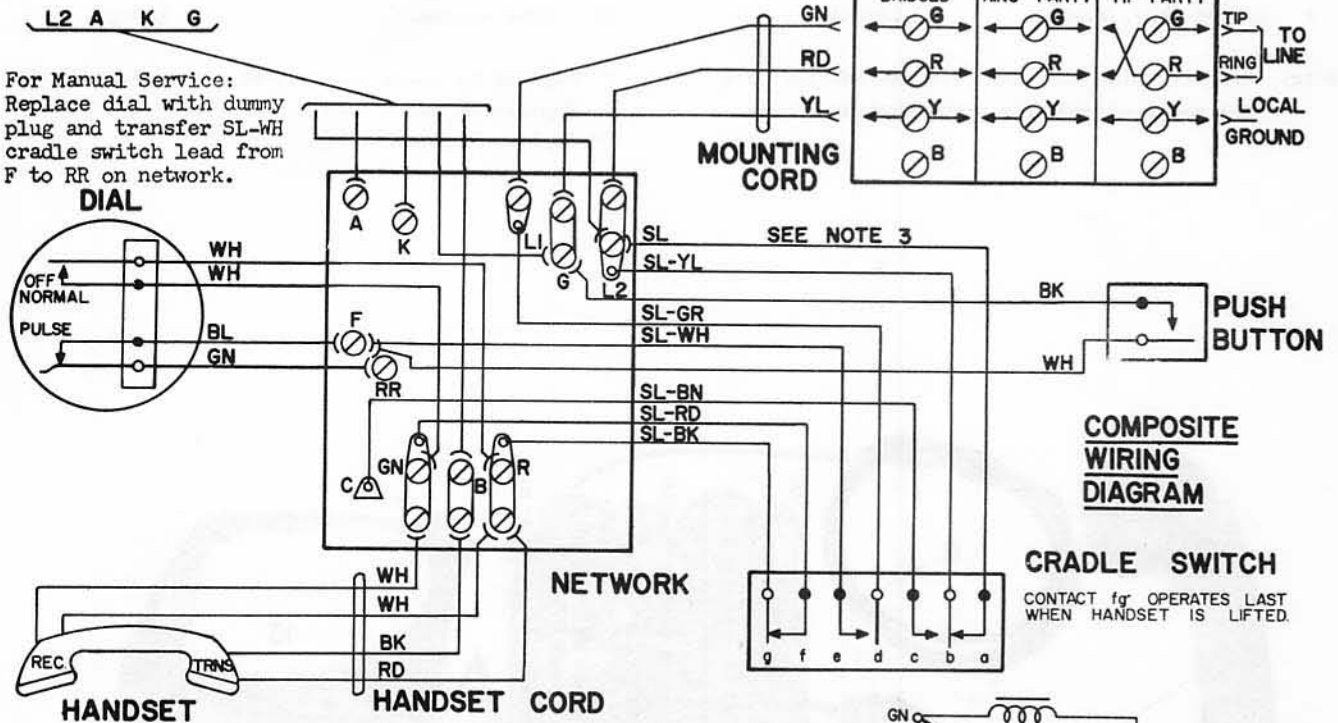 L2 A K G
For Manual Service:
Replace dial with dummy
plug and transfer SL-WH
cradle switch lead from
F to RR on network.
DIAL
OFF
NORMAL
PULSE
WH
WH
BL
GN
A
K
L1
G
L2
F
RR
C
GN
B
R
NETWORK
GN
RD
YL
MOUNTING
CORD
G
G
G
R
R
R
Y
Y
Y
B
B
B
TIP
RING
TO
LINE
LOCAL
GROUND
SL
SEE NOTE 3
SL-YL
SL-GR
SL-WH
SL-BN
SL-RD
SL-BK
BK
WH
PUSH
BUTTON
COMPOSITE
WIRING
DIAGRAM
CRADLE SWITCH
CONTACT fg OPERATES LAST
WHEN HANDSET IS LIFTED.
g f e d c b a
WH
WH
BK
RD
REC.
TRNS
HANDSET
HANDSET CORD
GN